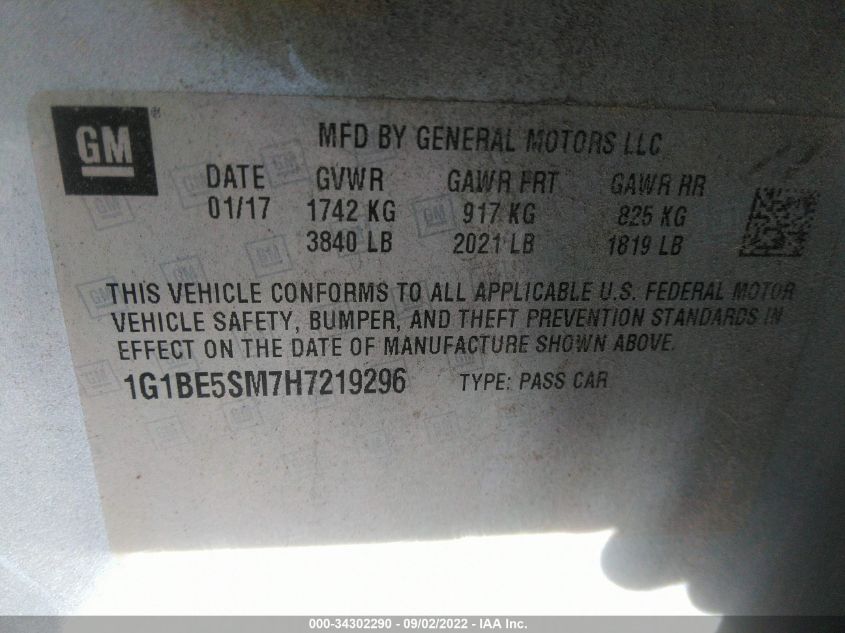 GM®
MFD BY GENERAL MOTORS LLC
DATE GVWR GAWR FRT GAWR RR
01/17 1742 KG 917 KG 825 KG
3840 LB 2021 LB 1819 LB
THIS VEHICLE CONFORMS TO ALL APPLICABLE U.S. FEDERAL MOTOR
VEHICLE SAFETY, BUMPER, AND THEFT PREVENTION STANDARDS IN
EFFECT ON THE DATE OF MANUFACTURE SHOWN ABOVE.
1G1BE5SM7H7219296 TYPE: PASS CAR
000-34302290 - 09/02/2022 - IAA Inc.